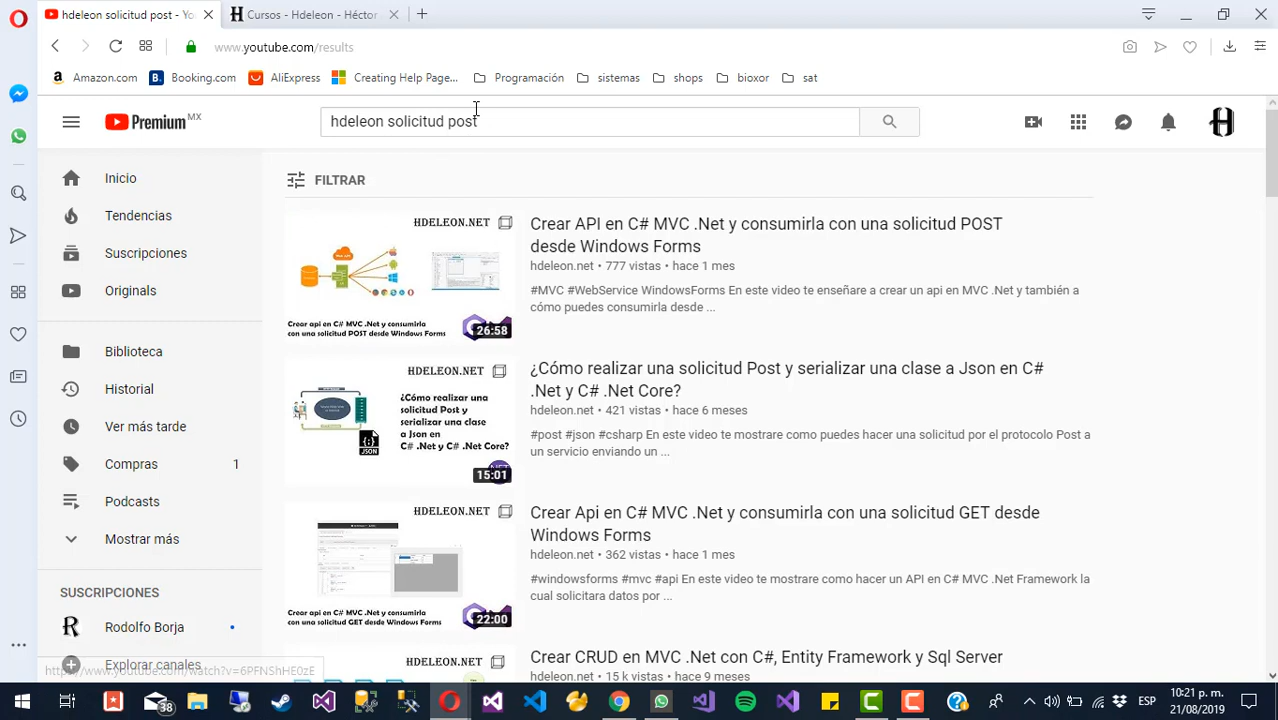 hdeleon solicitud post - Yo
Cursos - Hdeleon - Héctor
www.youtube.com/results
Amazon.com
Booking.com
AliExpress
Creating Help Page...
Programación
sistemas
shops
bioxor
sat
Premium MX
hdeleon solicitud post
Inicio
Tendencias
Suscripciones
Originals
Biblioteca
Historial
Ver más tarde
Compras 1
Podcasts
Mostrar más
SUSCRIPCIONES
Rodolfo Borja
Explorar canales
https://www.youtube.com/watch?v=6PFNShHE0zE
FILTRAR
HDELEON.NET
Crear api en C# MVC .Net y consumirla
con una solicitud POST desde Windows Forms
26:58
Crear API en C# MVC .Net y consumirla con una solicitud POST
desde Windows Forms
hdeleon.net • 777 vistas • hace 1 mes
#MVC #WebService WindowsForms En este video te enseñare a crear un api en MVC .Net y también a
cómo puedes consumirla desde ...
HDELEON.NET
¿Cómo realizar una
solicitud Post y
serializar una clase
a Json en
C# .Net y C# .Net Core?
JSON
15:01
¿Cómo realizar una solicitud Post y serializar una clase a Json en C#
.Net y C# .Net Core?
hdeleon.net • 421 vistas • hace 6 meses
#post #json #csharp En este video te mostrare como puedes hacer una solicitud por el protocolo Post a
un servicio enviando un ...
HDELEON.NET
Crear api en C# MVC .Net y consumirla
con una solicitud GET desde Windows Forms
22:00
Crear Api en C# MVC .Net y consumirla con una solicitud GET desde
Windows Forms
hdeleon.net • 362 vistas • hace 1 mes
#windowsforms #mvc #api En este video te mostrare como hacer un API en C# MVC .Net Framework la
cual solicitara datos por ...
HDELEON.NET
Crear CRUD en MVC .Net con C#, Entity Framework y Sql Server
hdeleon.net • 15 k vistas • hace 9 meses
38
ESP
10:21 p. m.
21/08/2019